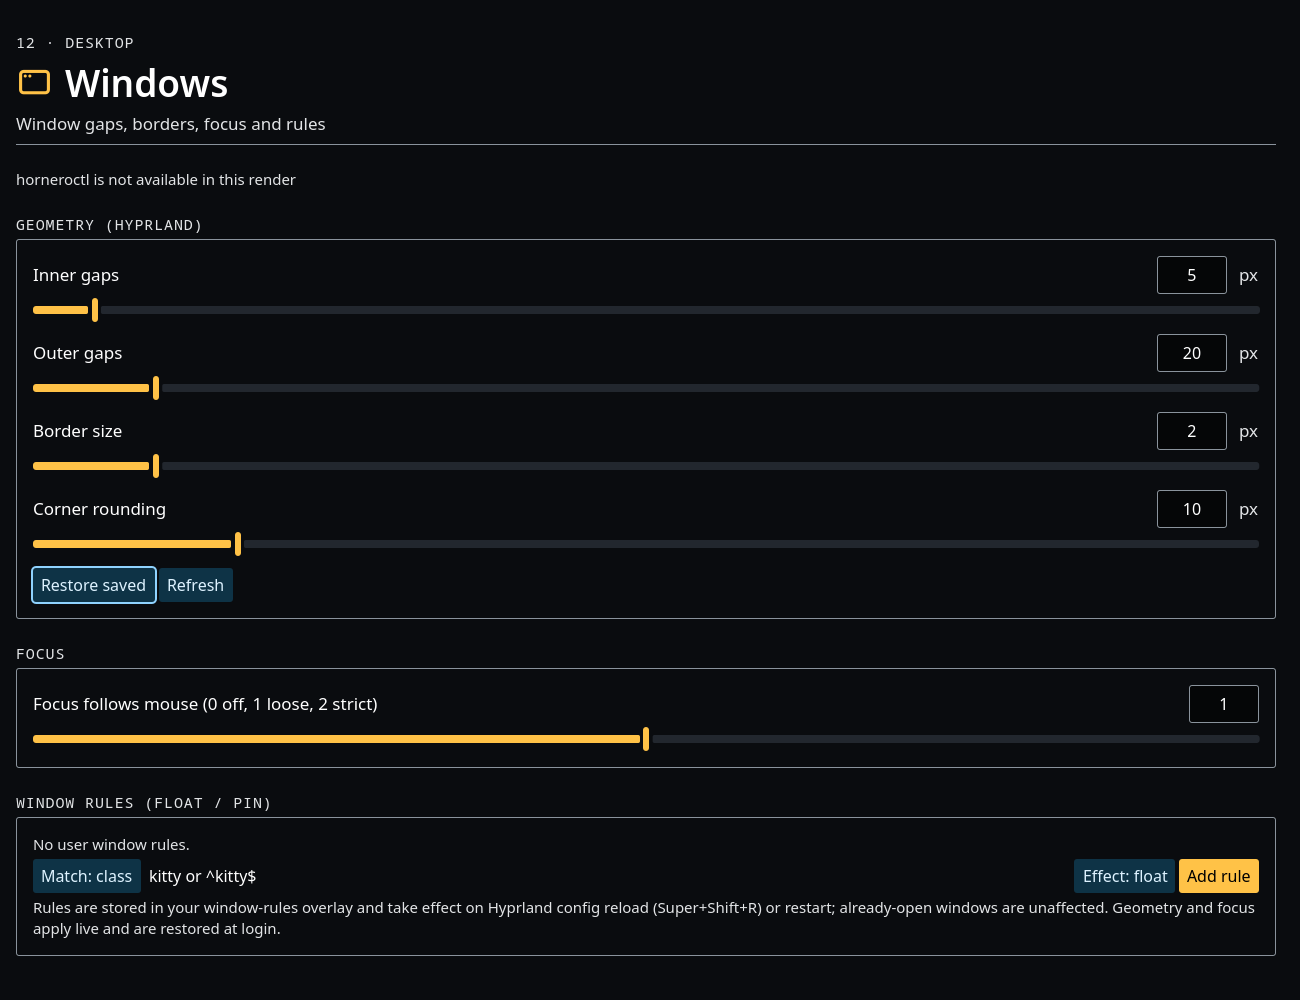 12 · DESKTOP
Windows
Window gaps, borders, focus and rules
horneroctl is not available in this render
GEOMETRY (HYPRLAND)
Inner gaps 5 px
Outer gaps 20 px
Border size 2 px
Corner rounding 10 px
Restore saved Refresh
FOCUS
Focus follows mouse (0 off, 1 loose, 2 strict) 1
WINDOW RULES (FLOAT / PIN)
No user window rules.
Match: class kitty or ^kitty$ Effect: float Add rule
Rules are stored in your window-rules overlay and take effect on Hyprland config reload (Super+Shift+R) or restart; already-open windows are unaffected. Geometry and focus
apply live and are restored at login.